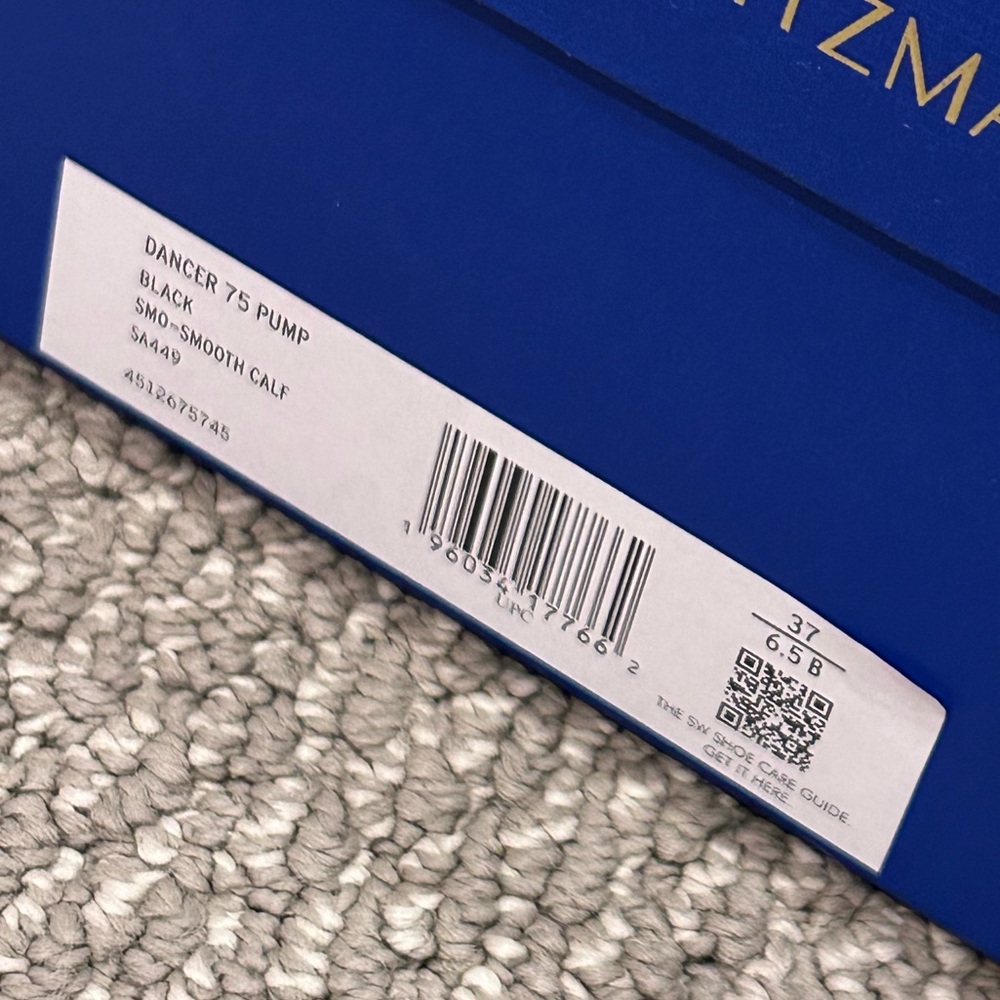 ITZMA
DANCER 75 PUMP
BLACK
SMO-SMOOTH CALF
SA449
4512675745
1 96034 17766 2
UPC
37
6.5 B
THE SW SHOE CARE GUIDE.
GET IT HERE